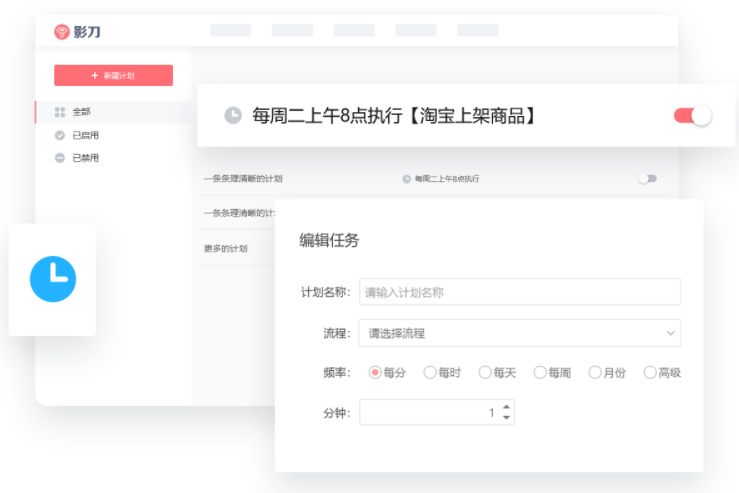 影刀
+ 新建计划
全部
每周二上午8点执行【淘宝上架商品】
已启用
已禁用
一条条理清晰的计划
每周二上午8点执行
一条条理清晰的计
更多的计划
编辑任务
计划名称:
请输入计划名称
流程:
请选择流程
频率:
每分 每时 每天 每周 月份 高级
分钟:
1